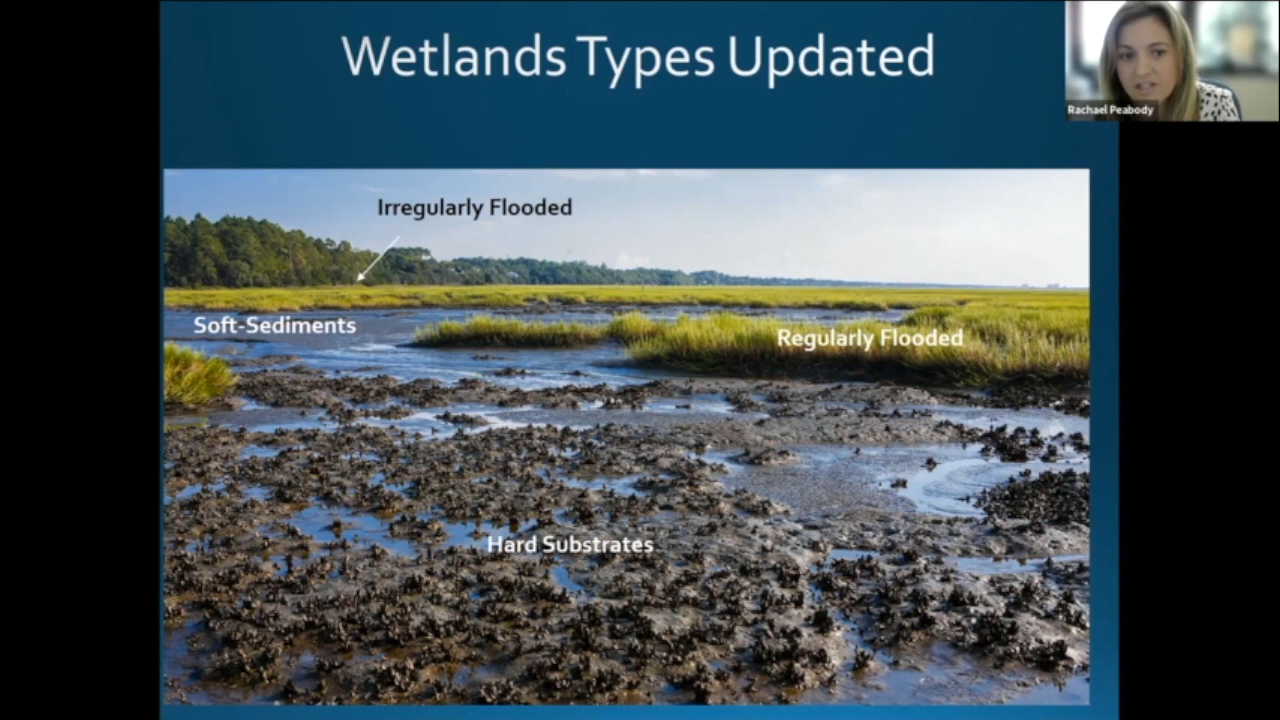 Wetlands Types Updated
Rachael Peabody
Irregularly Flooded
Soft-Sediments
Regularly Flooded
Hard Substrates